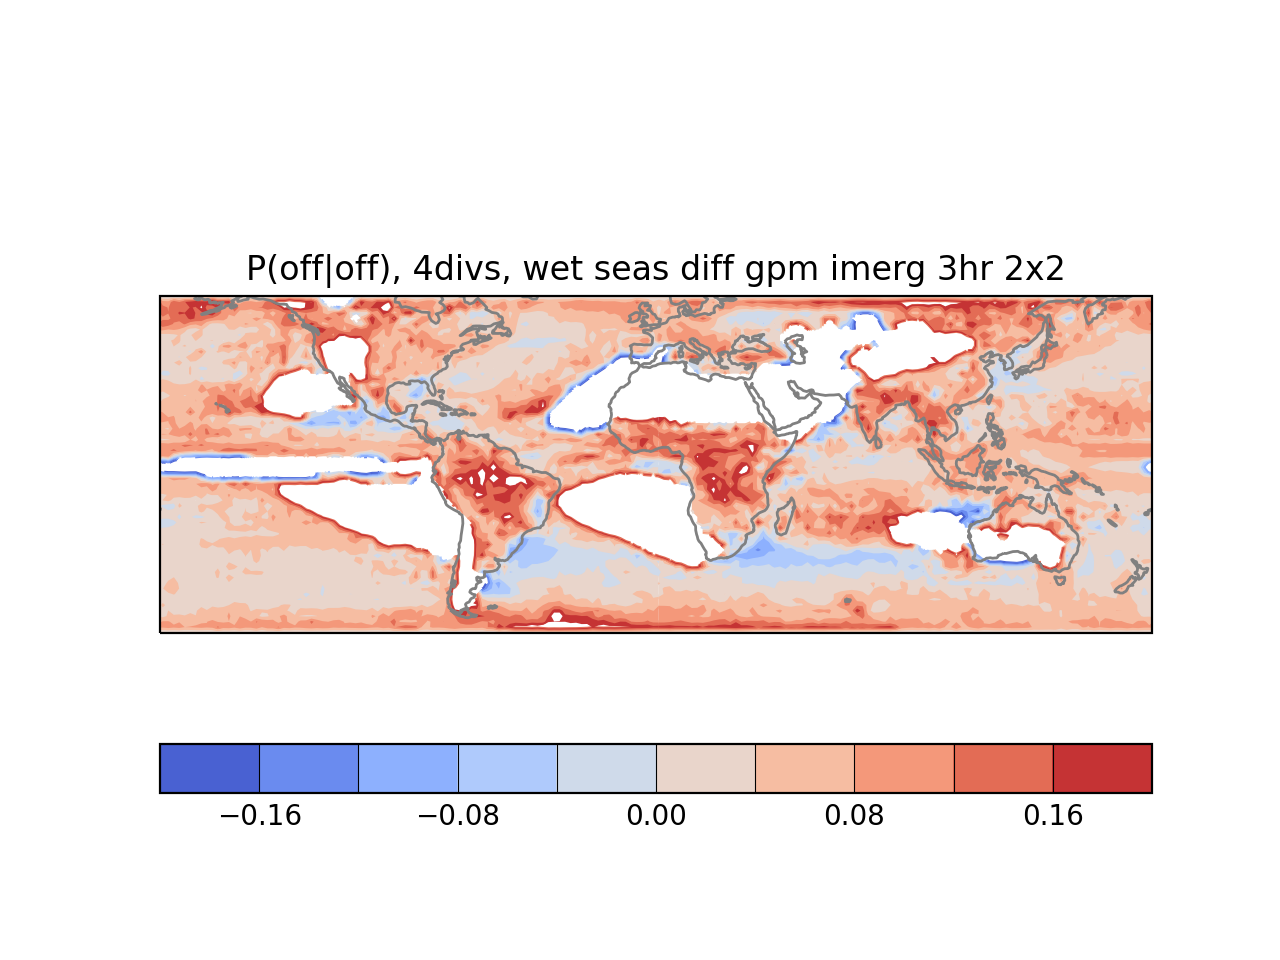 P(off|off), 4divs, wet seas diff gpm imerg 3hr 2x2
−0.16 −0.08 0.00 0.08 0.16